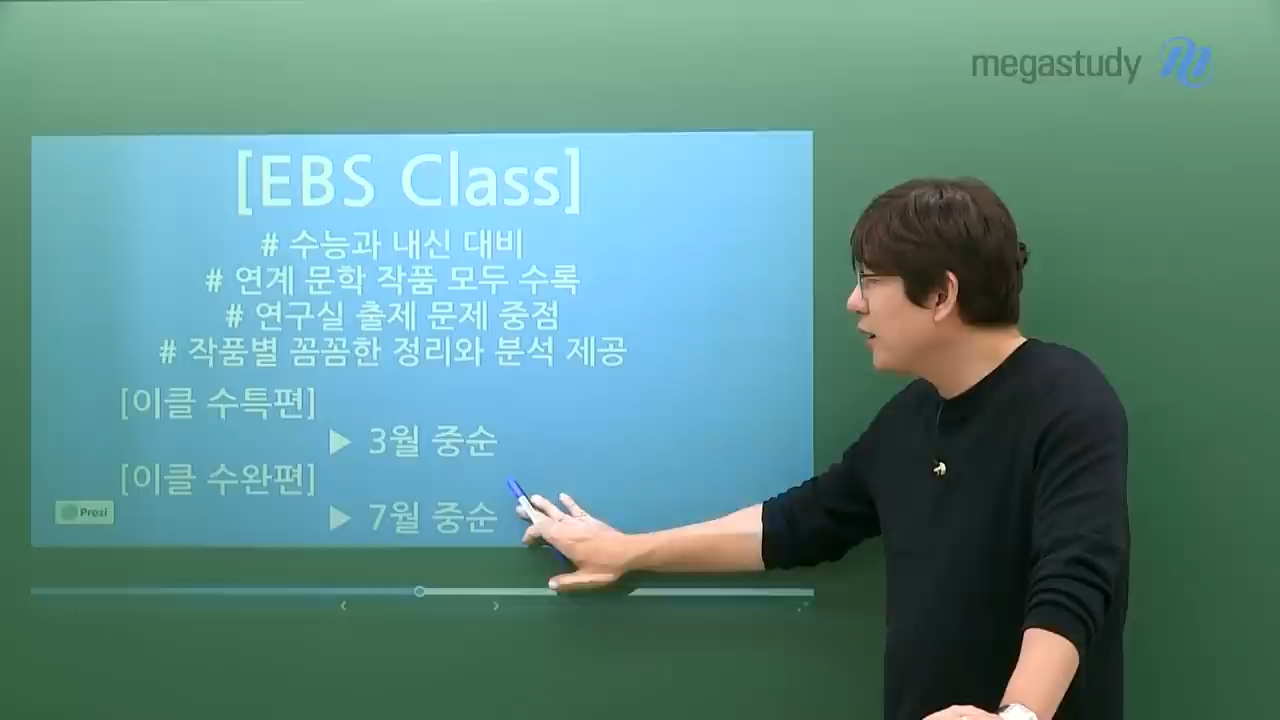 megastudy
[EBS Class]
# 수능과 내신 대비
# 연계 문학 작품 모두 수록
# 연구실 출제 문제 중점
# 작품별 꼼꼼한 정리와 분석 제공
[이클 수특편]
▶ 3월 중순
[이클 수완편]
▶ 7월 중순
Prezi